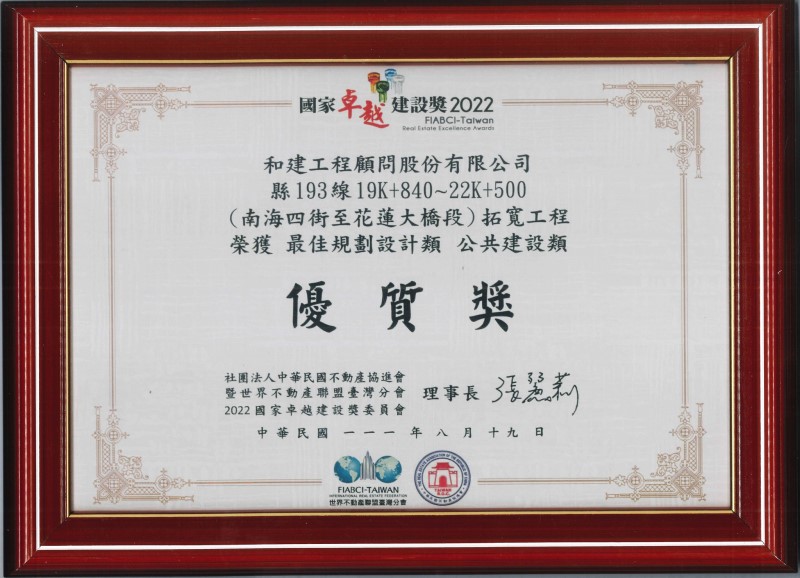 國家卓越建設獎2022
FIABCI-Taiwan
Real Estate Excellence Awards
和建工程顧問股份有限公司
縣193線19K+840~22K+500
(南海四街至花蓮大橋段)拓寬工程
榮獲 最佳規劃設計類 公共建設類
優質獎
社團法人中華民國不動產協進會
暨世界不動產聯盟臺灣分會
2022國家卓越建設獎委員會
理事長 張麗莉
中華民國 一一一 年 八 月 十 九 日
FIABCI-TAIWAN
INTERNATIONAL REAL ESTATE FEDERATION
世界不動產聯盟臺灣分會